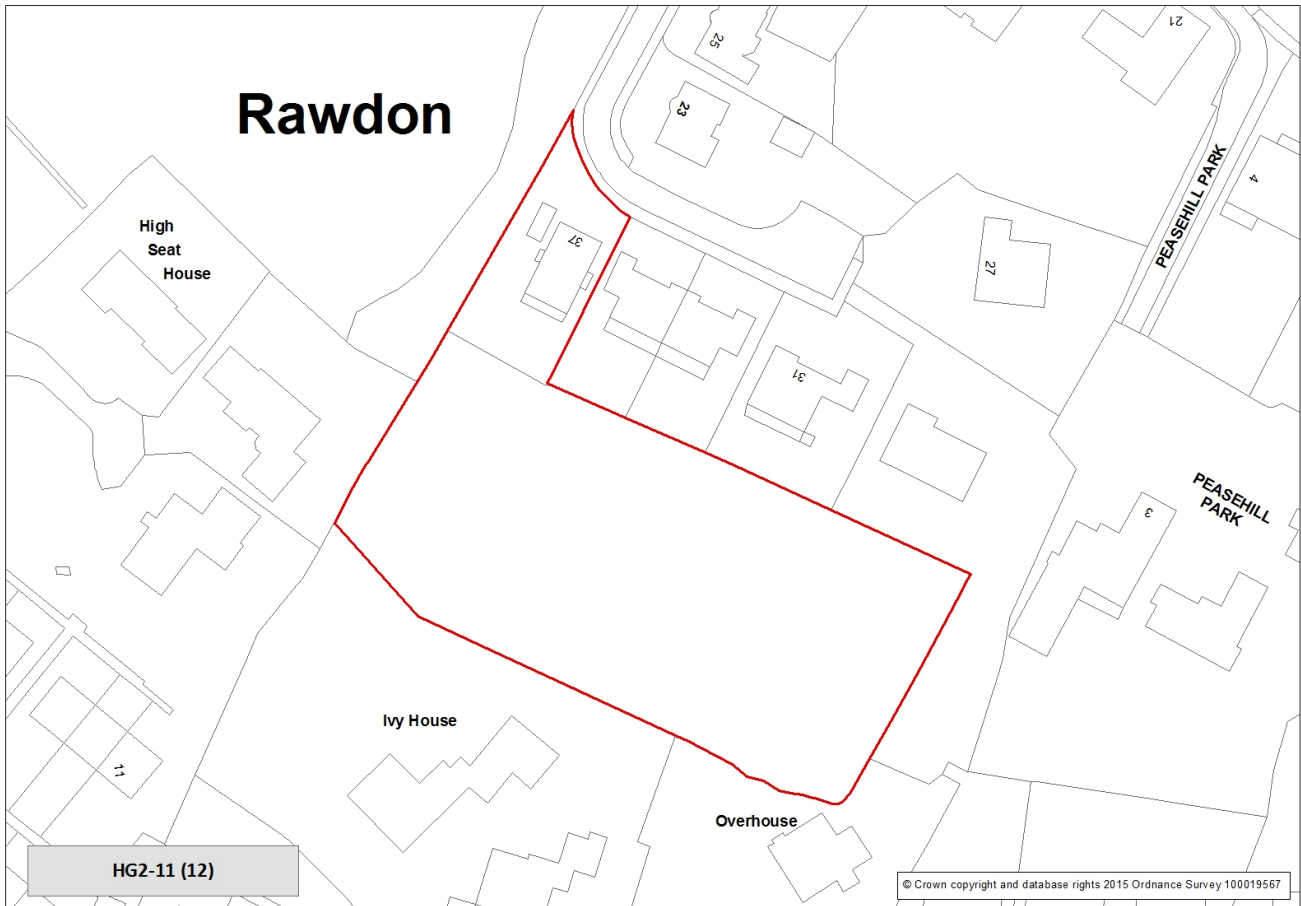 21
25
Rawdon
23
4
PEASEHILL PARK
High
Seat
House
37
27
31
PEASEHILL
PARK
3
Ivy House
11
Overhouse
HG2-11 (12)
© Crown copyright and database rights 2015 Ordnance Survey 100019567